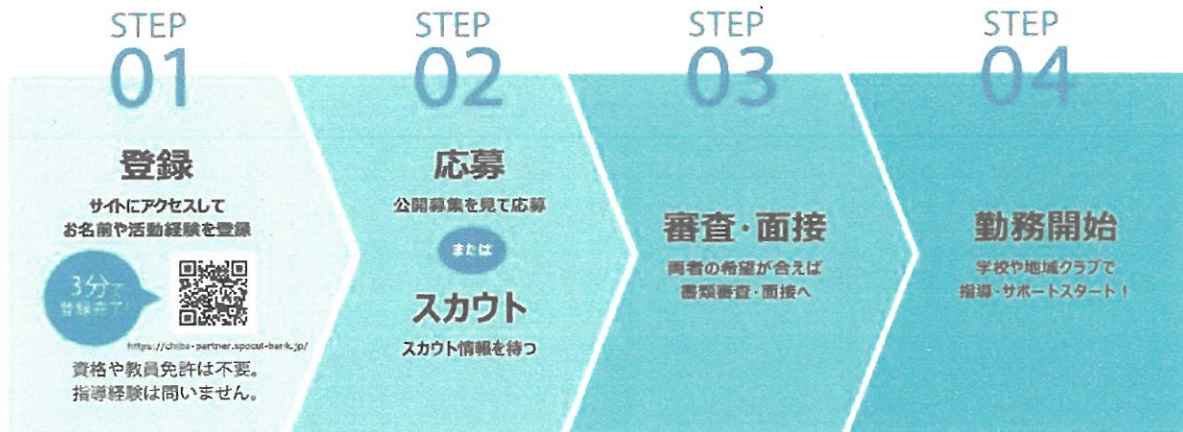 STEP
01
登録
サイトにアクセスして
お名前や活動経験を登録
3分で
登録完了!
https://chiba-partner.spocul-bank.jp/
資格や教員免許は不要。
指導経験は問いません。
STEP
02
応募
公開募集を見て応募
または
スカウト
スカウト情報を待つ
STEP
03
審査・面接
両者の希望が合えば
書類審査・面接へ
STEP
04
勤務開始
学校や地域クラブで
指導・サポートスタート!